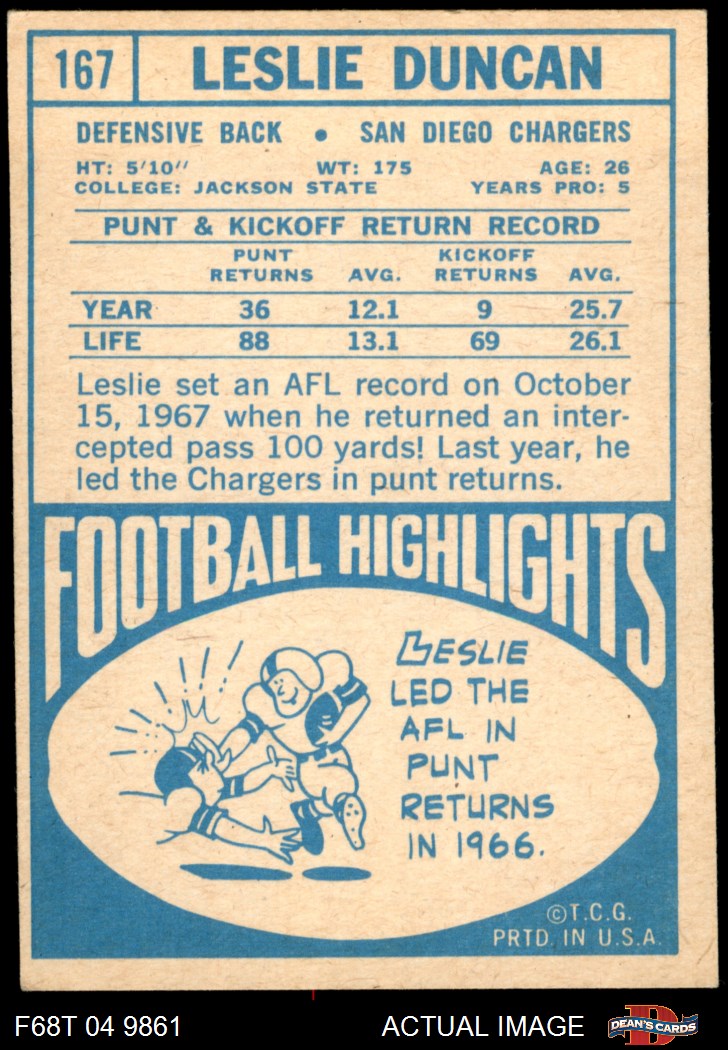 167 LESLIE DUNCAN
DEFENSIVE BACK • SAN DIEGO CHARGERS
HT: 5'10" WT: 175 AGE: 26
COLLEGE: JACKSON STATE YEARS PRO: 5
PUNT & KICKOFF RETURN RECORD
PUNT KICKOFF
RETURNS AVG. RETURNS AVG.
YEAR 36 12.1 9 25.7
LIFE 88 13.1 69 26.1
Leslie set an AFL record on October
15, 1967 when he returned an inter-
cepted pass 100 yards! Last year, he
led the Chargers in punt returns.
FOOTBALL HIGHLIGHTS
LESLIE
LED THE
AFL IN
PUNT
RETURNS
IN 1966.
©T.C.G.
PRTD. IN U.S.A.
F68T 04 9861 ACTUAL IMAGE D DEAN'S CARDS